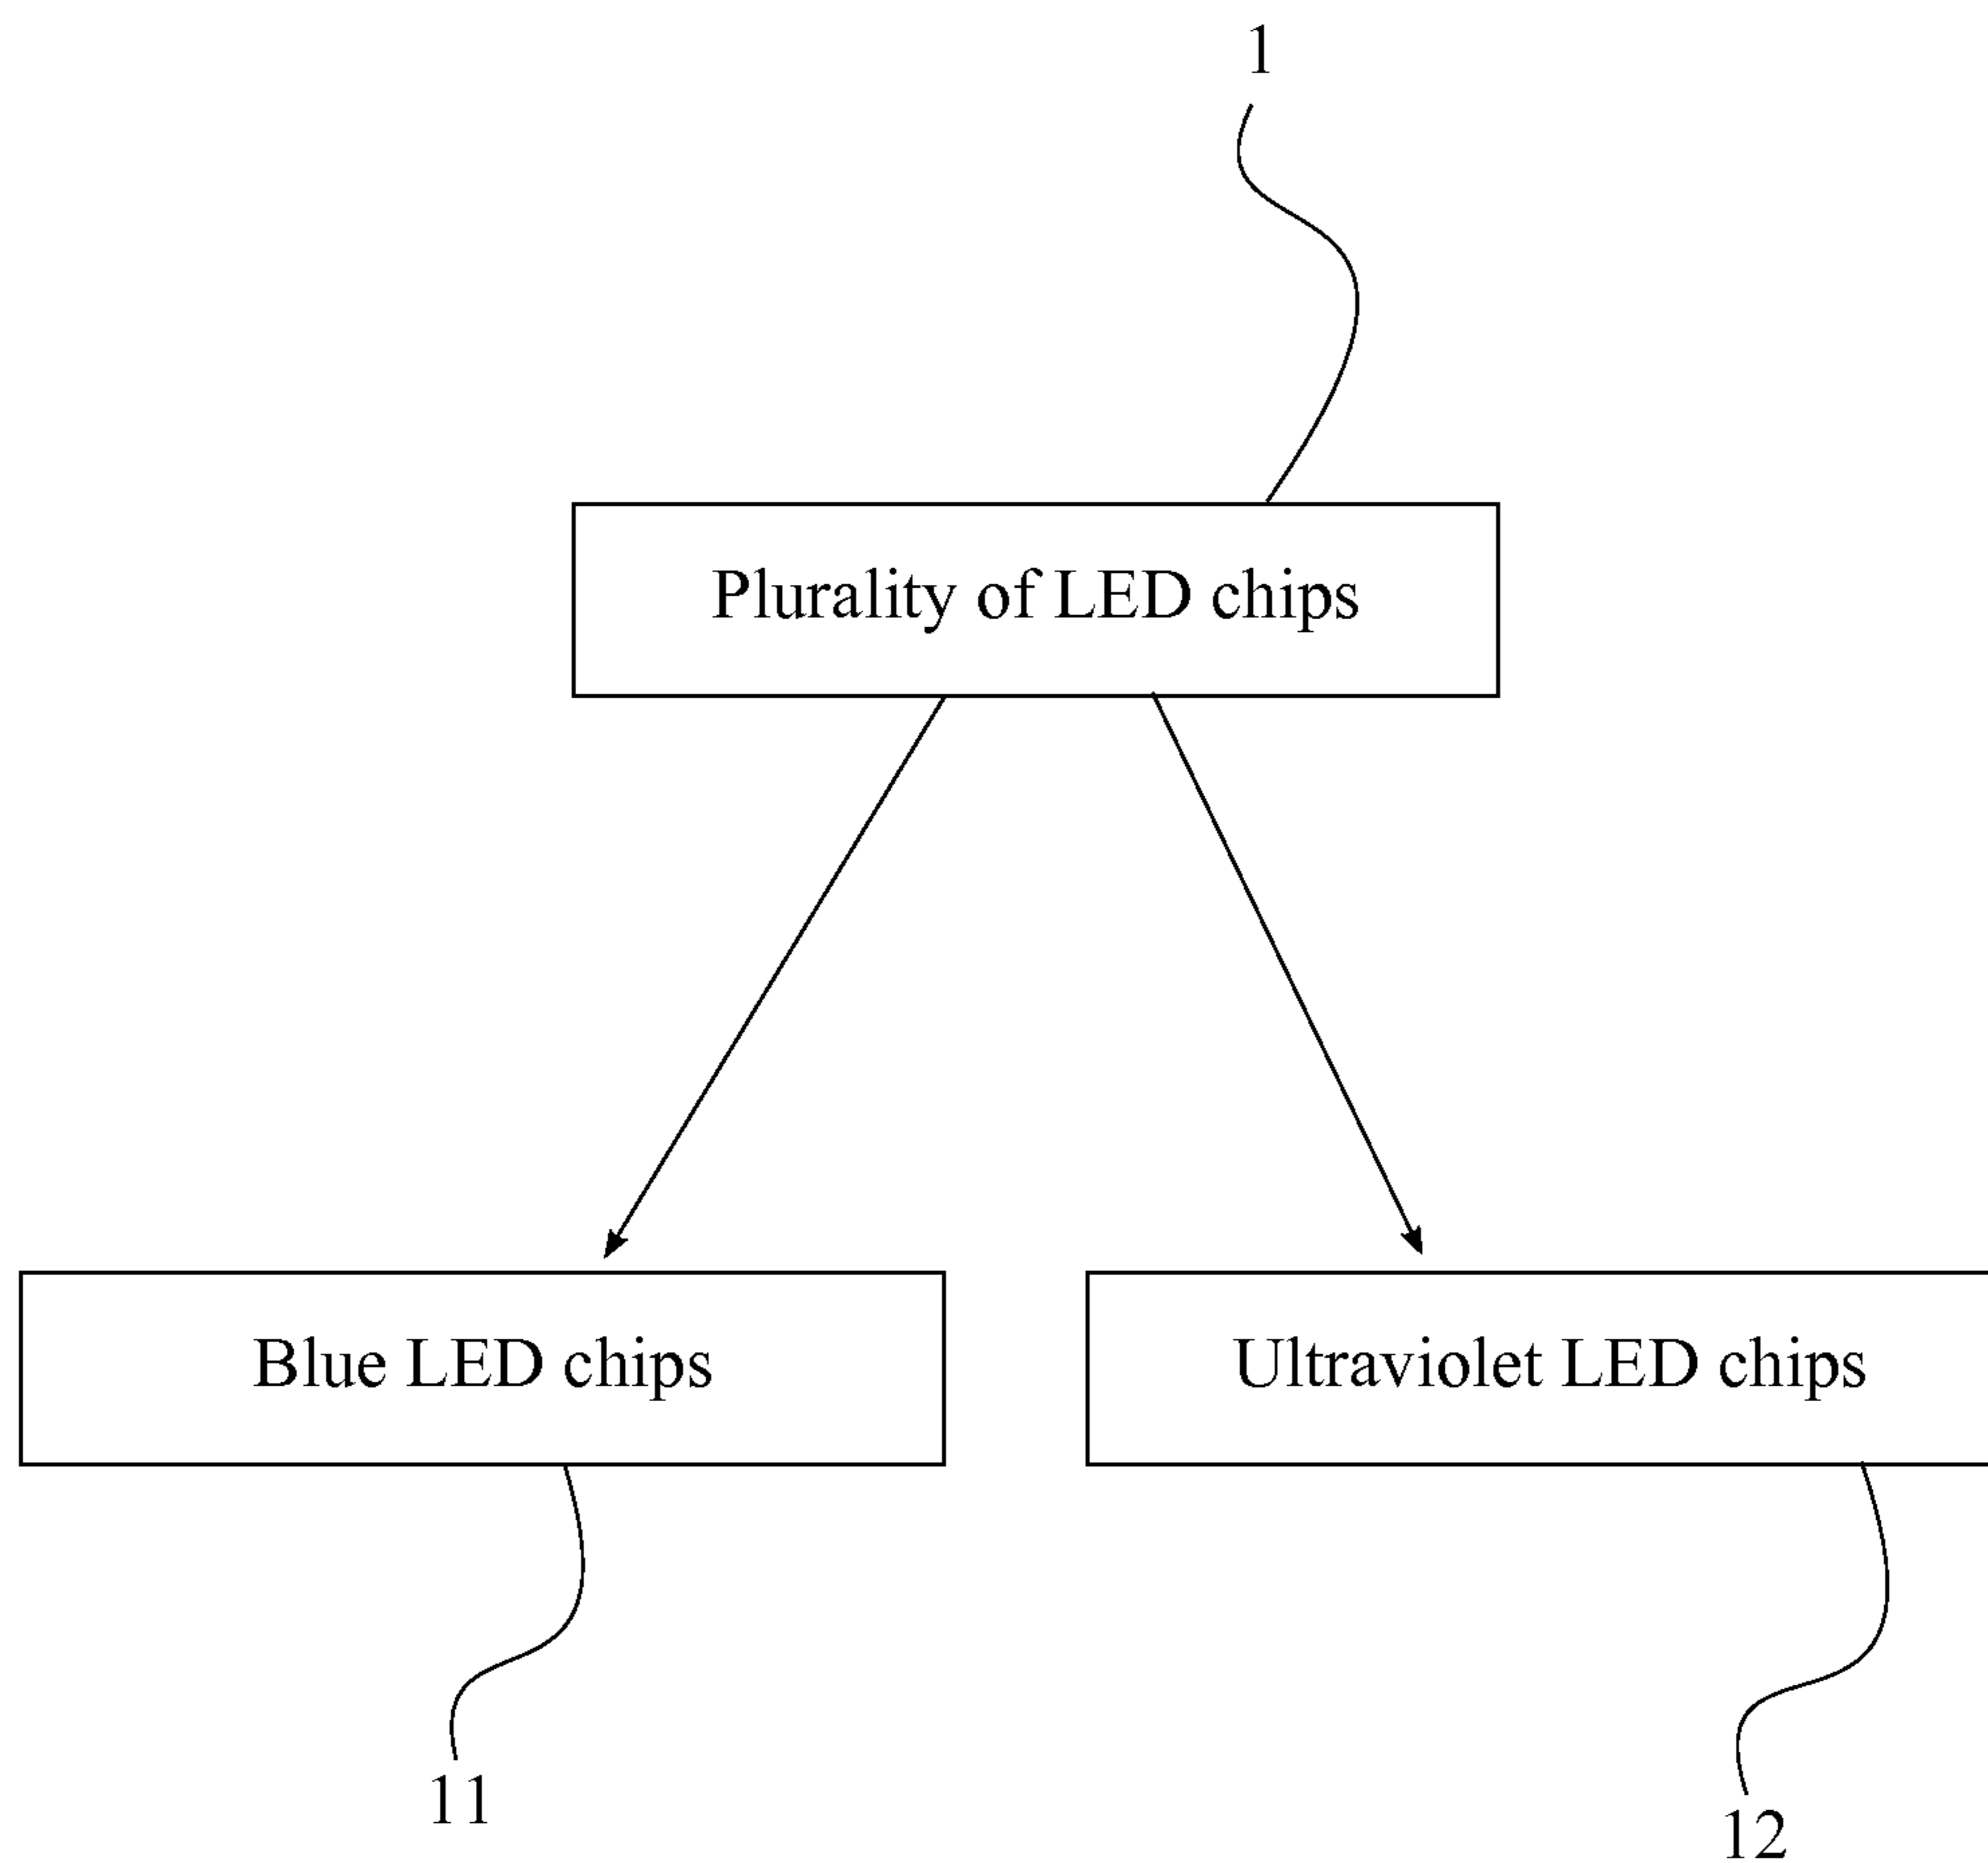 1
Plurality of LED chips
Blue LED chips
Ultraviolet LED chips
11
12